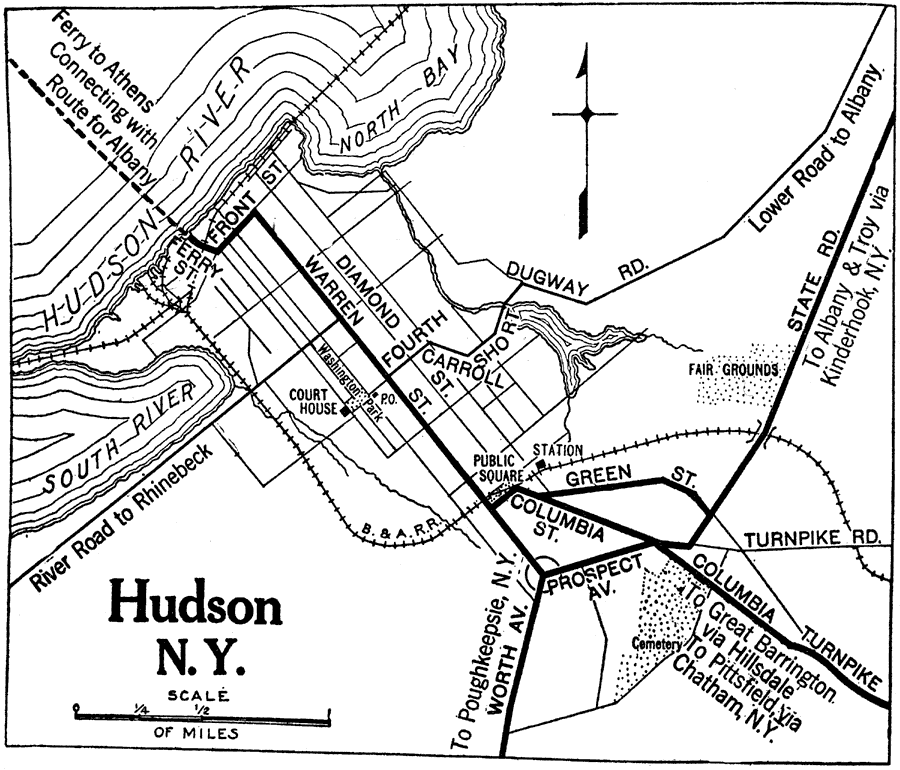 Ferry to Athens
Connecting with
Route for Albany
HUDSON RIVER
NORTH BAY
FRONT ST.
FERRY
ST.
WARREN
ST.
DIAMOND
ST.
FOURTH
CARROLL
SHORT
DUGWAY RD.
Lower Road to Albany
STATE RD.
To Albany & Troy via
Kinderhook, N.Y.
FAIR GROUNDS
Washington Park
P.O.
COURT
HOUSE
SOUTH RIVER
River Road to Rhinebeck
B. & A. R.R.
PUBLIC
SQUARE
STATION
GREEN ST.
COLUMBIA
ST.
TURNPIKE RD.
PROSPECT
AV.
COLUMBIA TURNPIKE
To Great Barrington
via Hillsdale
To Pittsfield via
Chatham, N.Y.
Cemetery
To Poughkeepsie, N.Y.
WORTH AV.
Hudson
N.Y.
SCALE
1/4 1/2
OF MILES